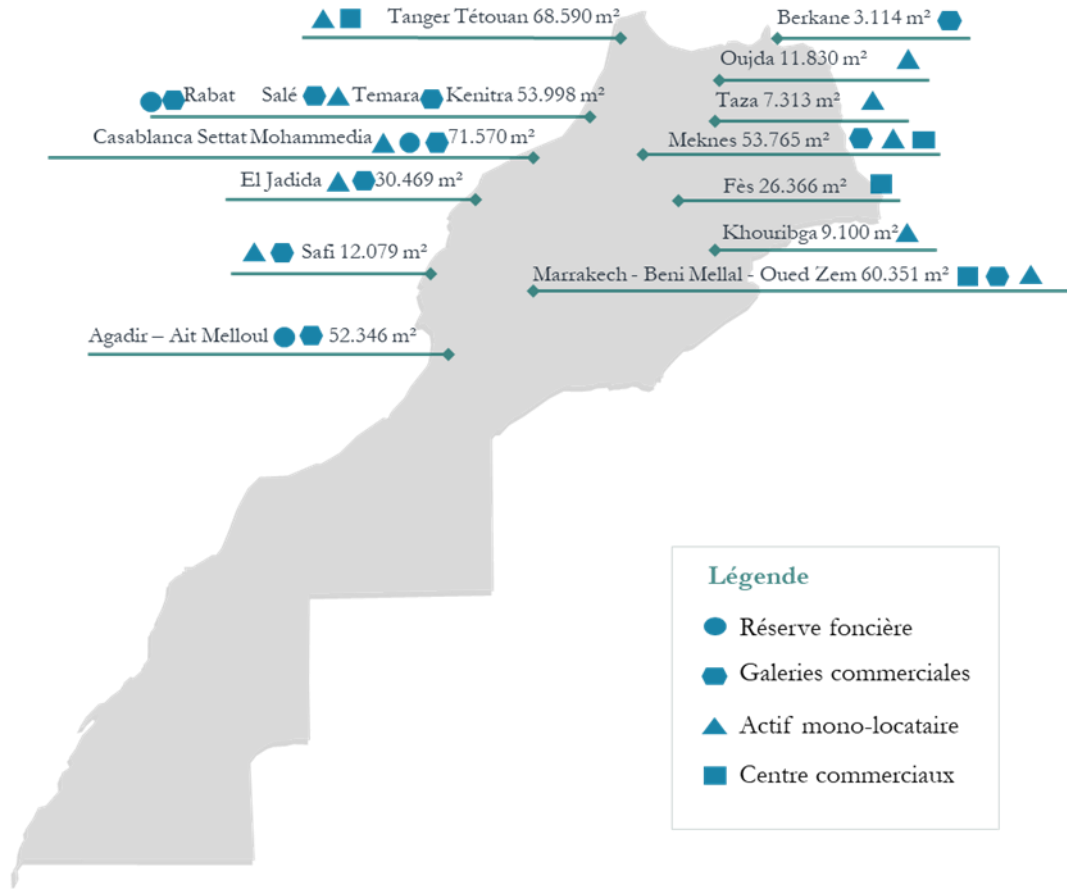 Tanger Tétouan 68.590 m²
Berkane 3.114 m²
Oujda 11.830 m²
Rabat Salé Temara Kenitra 53.998 m²
Taza 7.313 m²
Casablanca Settat Mohammedia 71.570 m²
Meknes 53.765 m²
El Jadida 30.469 m²
Fès 26.366 m²
Khouribga 9.100 m²
Safi 12.079 m²
Marrakech - Beni Mellal - Oued Zem 60.351 m²
Agadir – Ait Melloul 52.346 m²
Légende
Réserve foncière
Galeries commerciales
Actif mono-locataire
Centre commerciaux